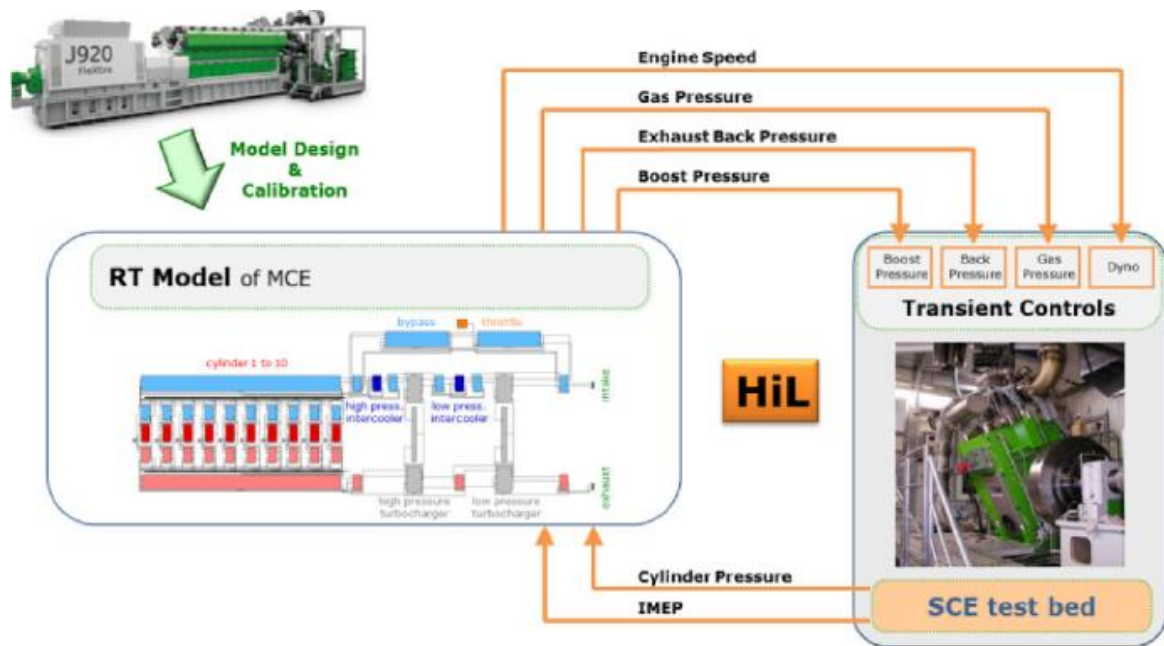 J920
FleXtra
Model Design
&
Calibration
Engine Speed
Gas Pressure
Exhaust Back Pressure
Boost Pressure
RT Model of MCE
bypass
throttle
cylinder 1 to 10
intake
high press.
intercooler
low press.
intercooler
high pressure
turbocharger
low pressure
turbocharger
exhaust
HiL
Boost
Pressure
Back
Pressure
Gas
Pressure
Dyno
Transient Controls
Cylinder Pressure
IMEP
SCE test bed